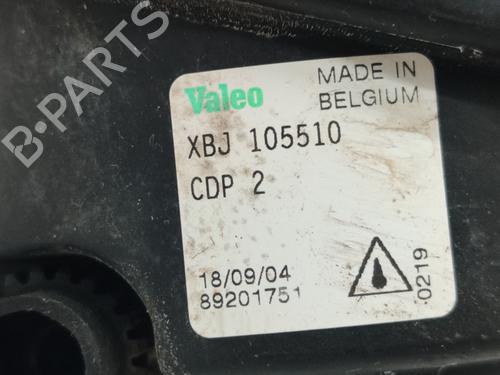 B-PARTS
Valeo
MADE IN
BELGIUM
XBJ 105510
CDP 2
18/09/04
89201751
0219